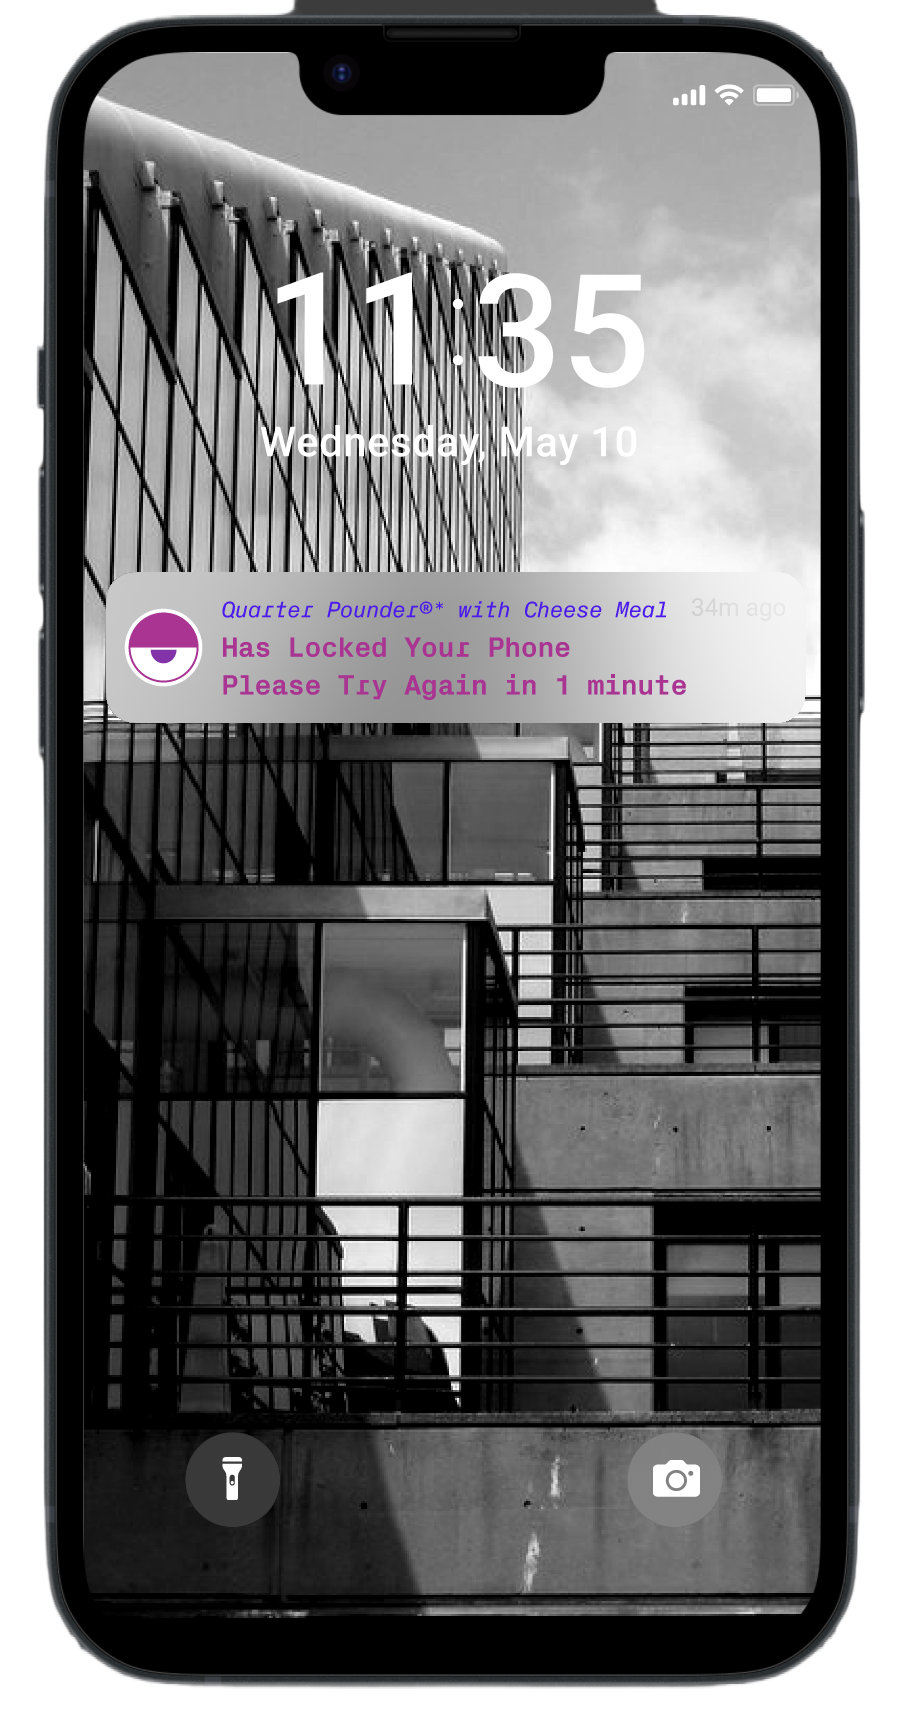 11:35
Wednesday, May 10
Quarter Pounder®* with Cheese Meal 34m ago
Has Locked Your Phone
Please Try Again in 1 minute